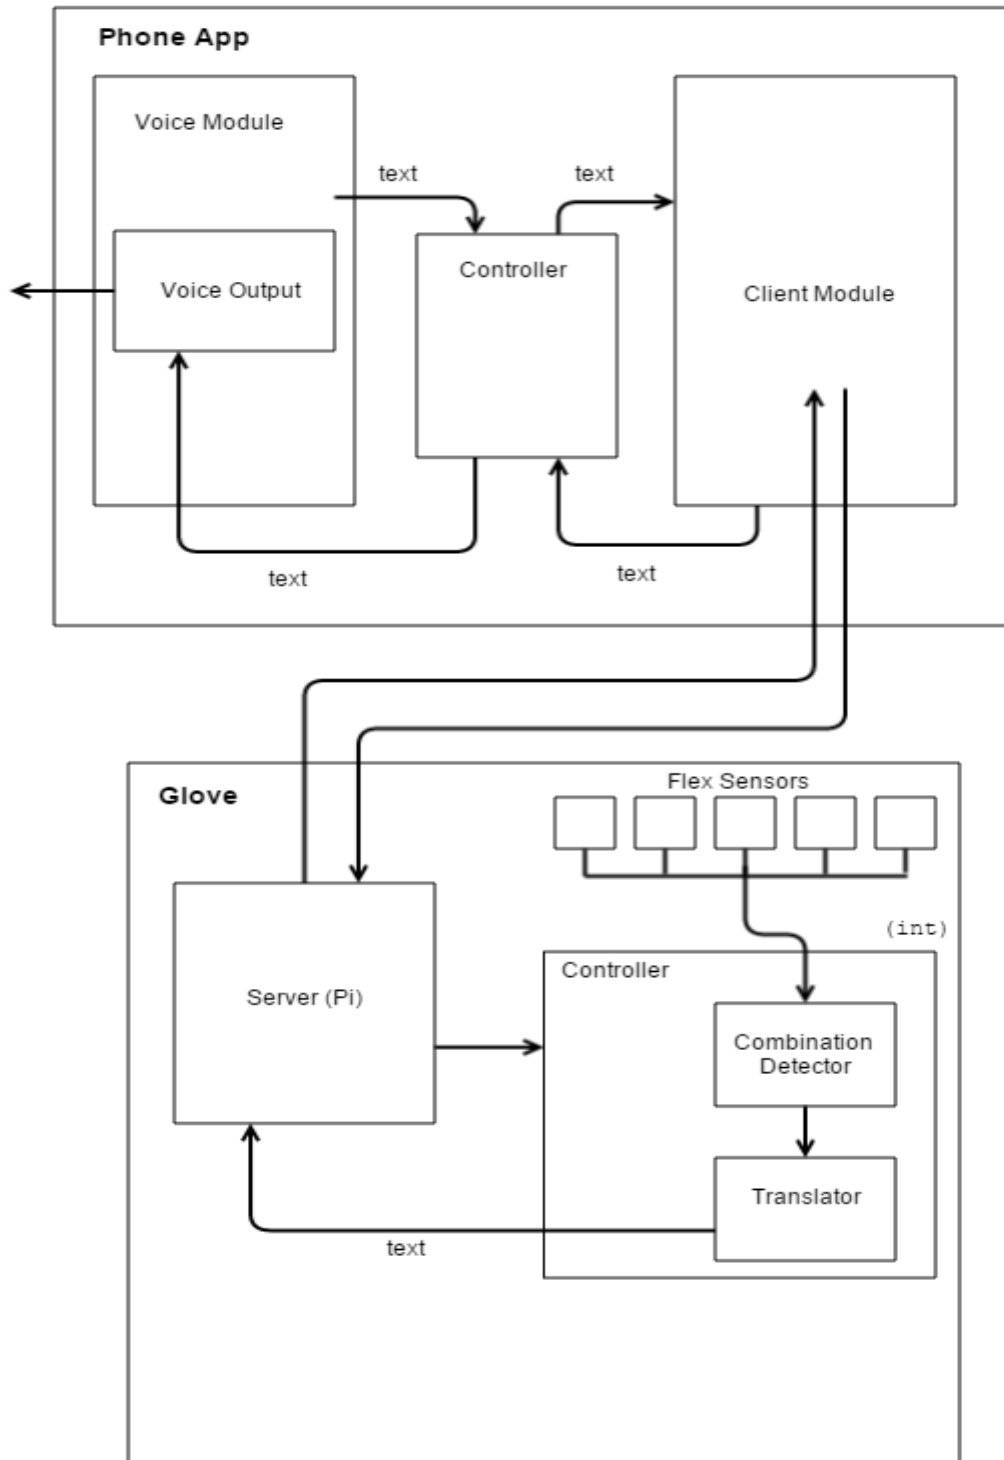 Phone App
Voice Module
text
text
Controller
Voice Output
Client Module
text
text
Glove
Flex Sensors
(int)
Controller
Server (Pi)
Combination
Detector
Translator
text